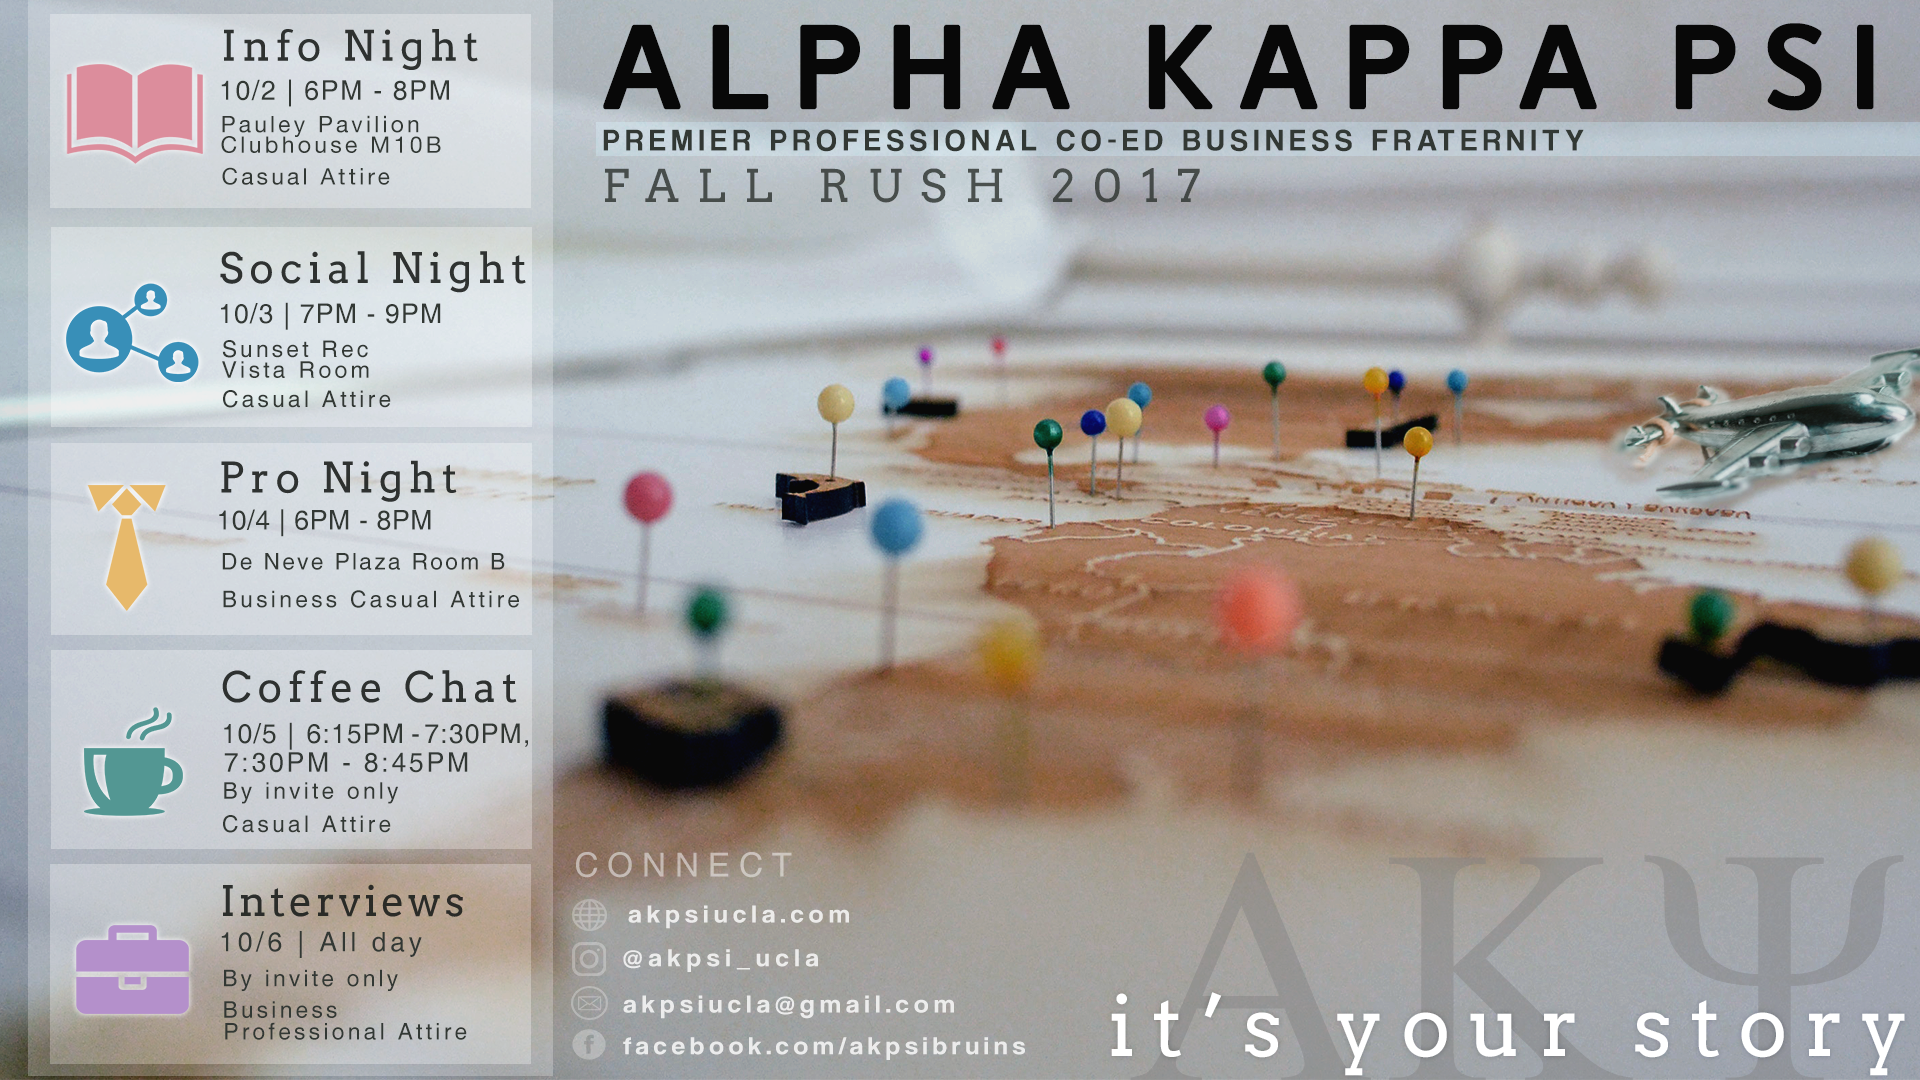 Info Night
10/2 | 6PM - 8PM
Pauley Pavilion
Clubhouse M10B
Casual Attire
Social Night
10/3 | 7PM - 9PM
Sunset Rec
Vista Room
Casual Attire
Pro Night
10/4 | 6PM - 8PM
De Neve Plaza Room B
Business Casual Attire
Coffee Chat
10/5 | 6:15PM - 7:30PM,
7:30PM - 8:45PM
By invite only
Casual Attire
Interviews
10/6 | All day
By invite only
Business
Professional Attire
ALPHA KAPPA PSI
PREMIER PROFESSIONAL CO-ED BUSINESS FRATERNITY
FALL RUSH 2017
COLOMBIA
CONNECT
akpsiucla.com
@akpsi_ucla
akpsiucla@gmail.com
facebook.com/akpsibruins
ΑΚΨ
it's your story